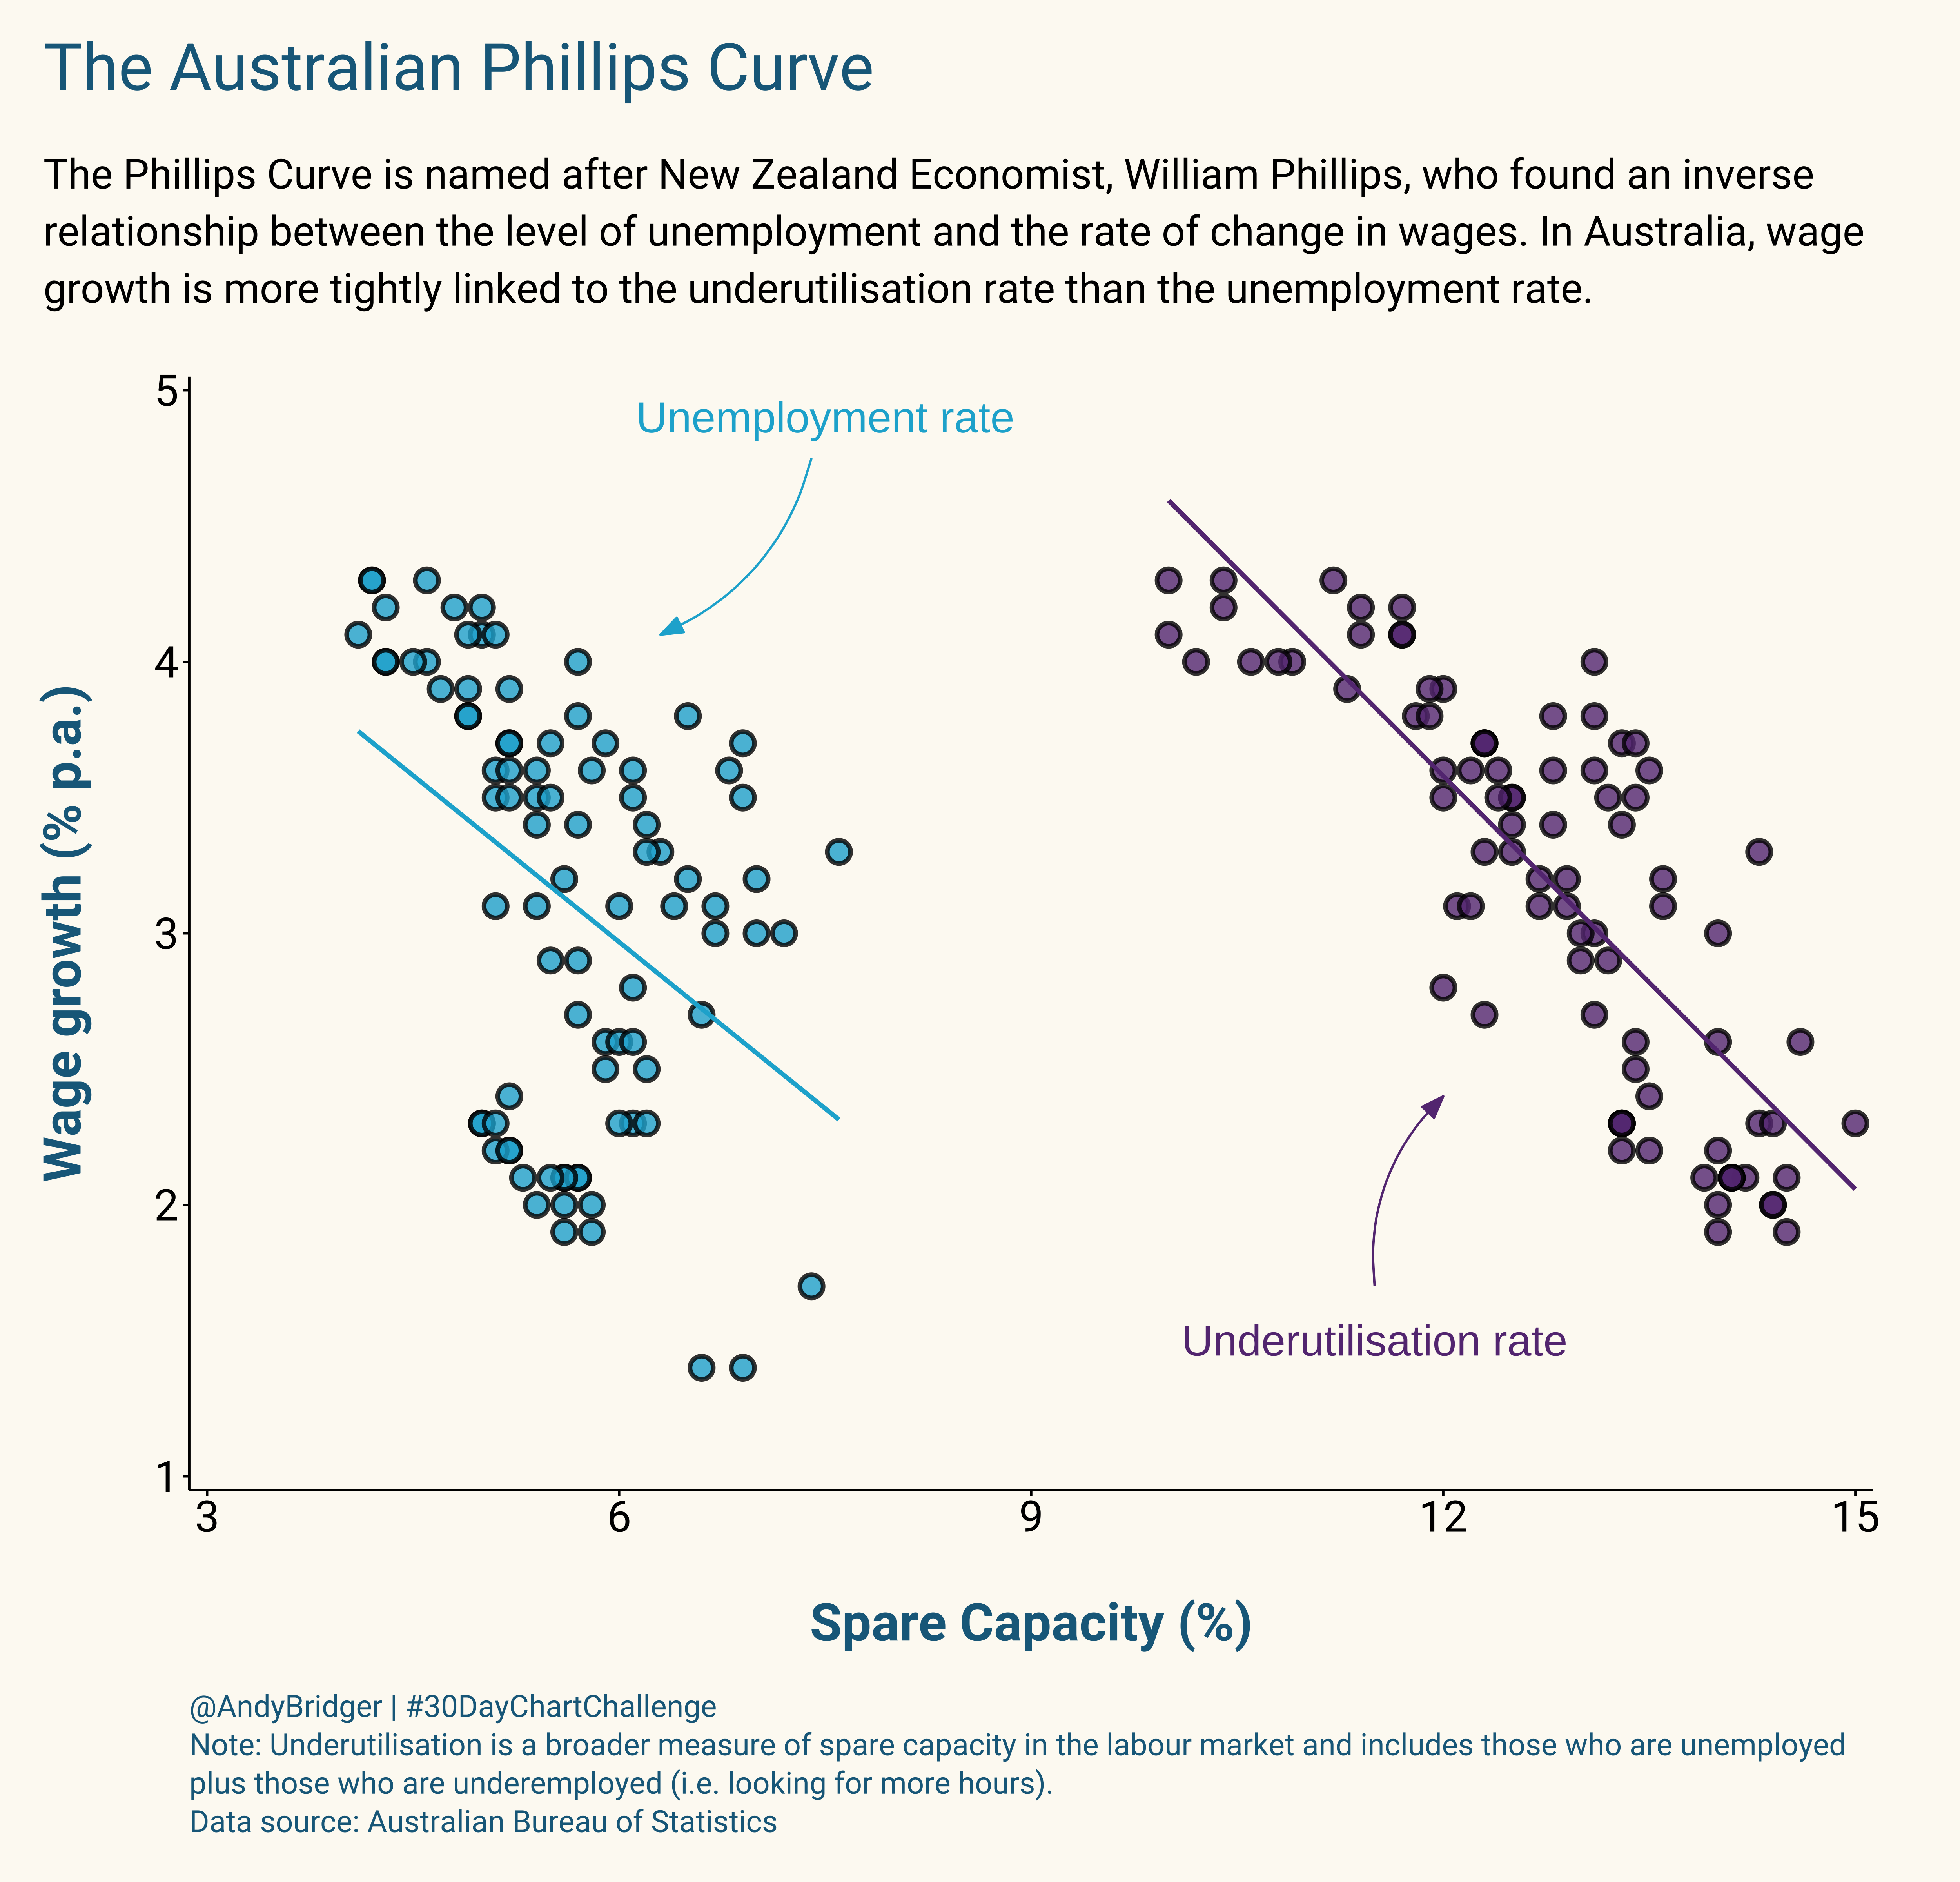 The Australian Phillips Curve
The Phillips Curve is named after New Zealand Economist, William Phillips, who found an inverse
relationship between the level of unemployment and the rate of change in wages. In Australia, wage
growth is more tightly linked to the underutilisation rate than the unemployment rate.
5
Unemployment rate
4
Wage growth (% p.a.)
3
2
Underutilisation rate
1
3 6 9 12 15
Spare Capacity (%)
@AndyBridger | #30DayChartChallenge
Note: Underutilisation is a broader measure of spare capacity in the labour market and includes those who are unemployed
plus those who are underemployed (i.e. looking for more hours).
Data source: Australian Bureau of Statistics